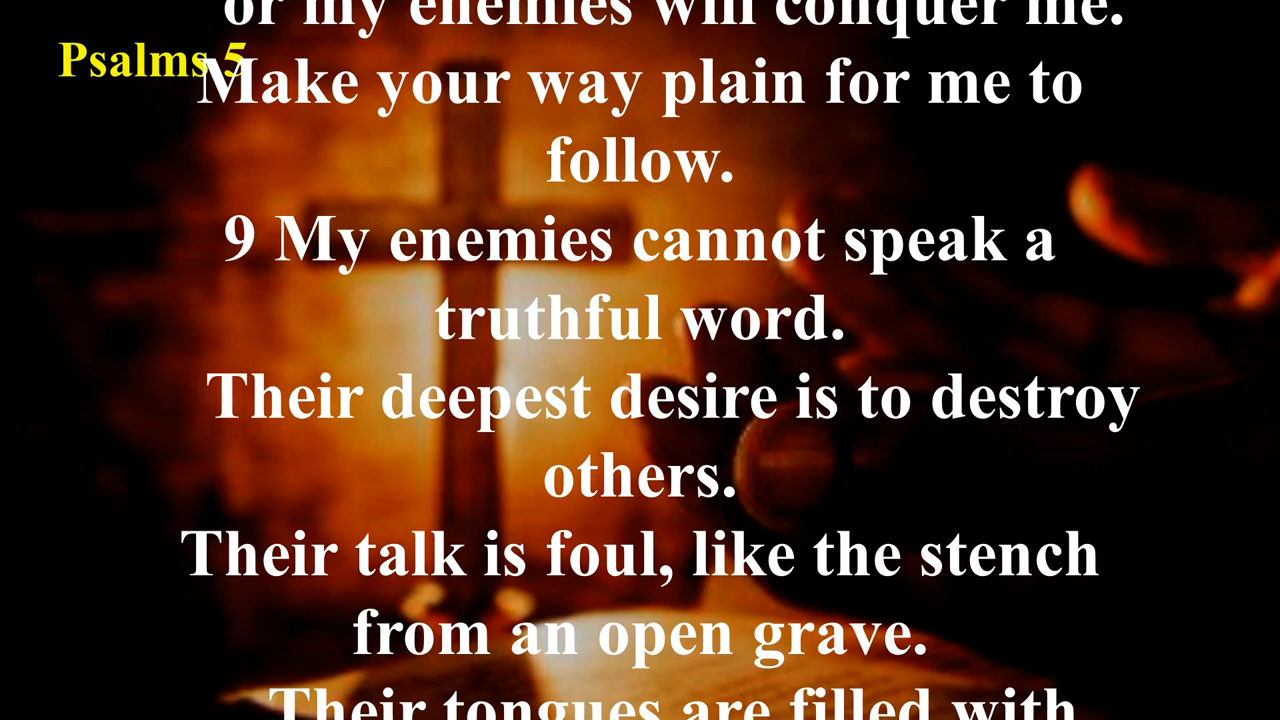 or my enemies will conquer me.
Psalms 5
Make your way plain for me to
follow.
9 My enemies cannot speak a
truthful word.
Their deepest desire is to destroy
others.
Their talk is foul, like the stench
from an open grave.
Their tongues are filled with